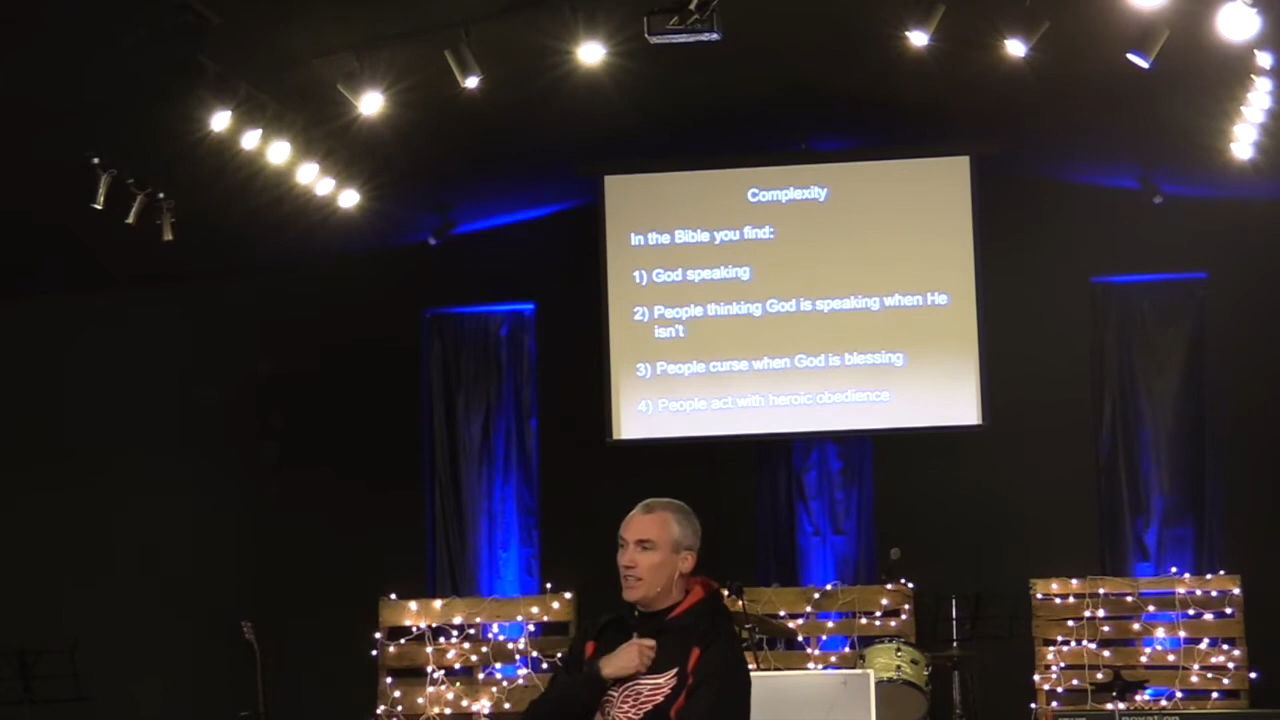 Complexity
In the Bible you find:
1) God speaking
2) People thinking God is speaking when He
isn't
3) People curse when God is blessing
4) People act with heroic obedience